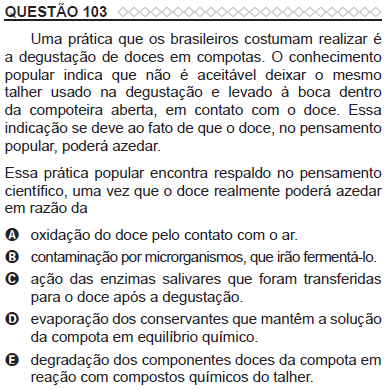 QUESTÃO 103
Uma prática que os brasileiros costumam realizar é
a degustação de doces em compotas. O conhecimento
popular indica que não é aceitável deixar o mesmo
talher usado na degustação e levado à boca dentro
da compoteira aberta, em contato com o doce. Essa
indicação se deve ao fato de que o doce, no pensamento
popular, poderá azedar.
Essa prática popular encontra respaldo no pensamento
científico, uma vez que o doce realmente poderá azedar
em razão da
A oxidação do doce pelo contato com o ar.
B contaminação por microrganismos, que irão fermentá-lo.
C ação das enzimas salivares que foram transferidas
para o doce após a degustação.
D evaporação dos conservantes que mantêm a solução
da compota em equilíbrio químico.
E degradação dos componentes doces da compota em
reação com compostos químicos do talher.